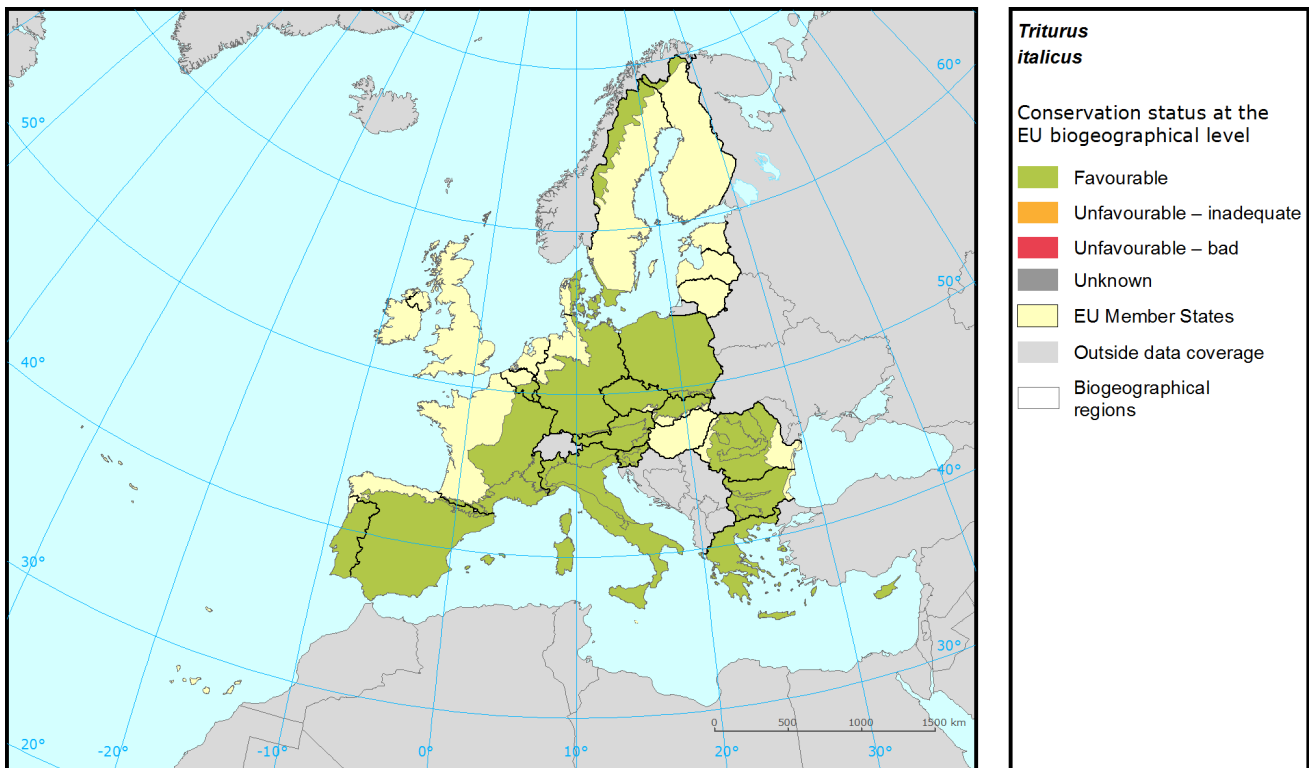 Triturus
italicus
Conservation status at the
EU biogeographical level
Favourable
Unfavourable – inadequate
Unfavourable – bad
Unknown
EU Member States
Outside data coverage
Biogeographical
regions
60°
50°
50°
40°
40°
30°
30°
20°
-20°
-10°
0°
10°
20°
30°
0 500 1000 1500 km